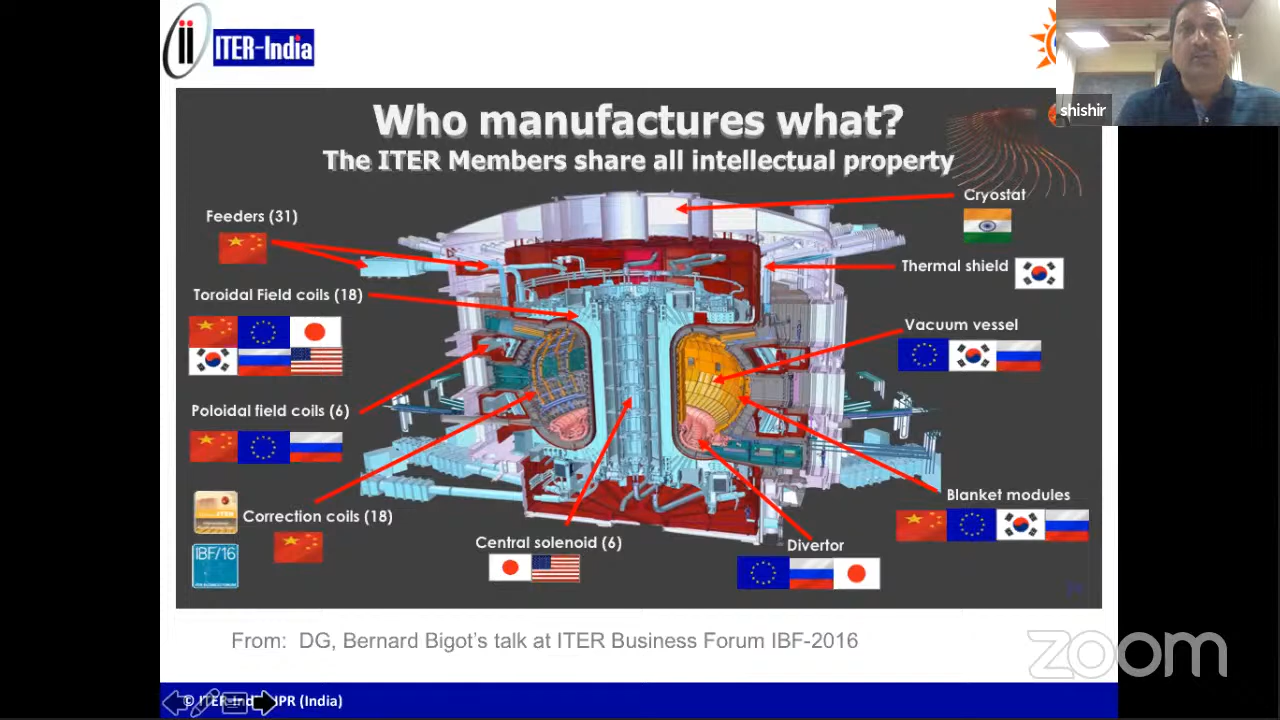 ITER-India
shishir
Who manufactures what?
The ITER Members share all intellectual property
Cryostat
Feeders (31)
Thermal shield
Toroidal Field coils (18)
Vacuum vessel
Poloidal field coils (6)
Blanket modules
Correction coils (18)
Central solenoid (6)
Divertor
IBF/16
From: DG, Bernard Bigot's talk at ITER Business Forum IBF-2016
zoom
(India)